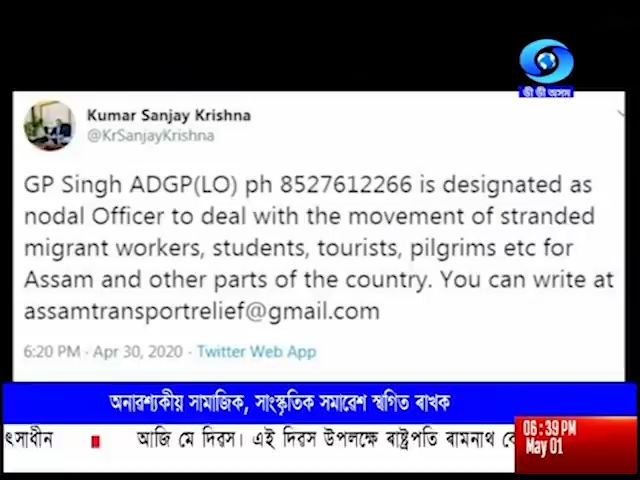 ডী ডী অসম
Kumar Sanjay Krishna
@KrSanjayKrishna
GP Singh ADGP(LO) ph 8527612266 is designated as
nodal Officer to deal with the movement of stranded
migrant workers, students, tourists, pilgrims etc for
Assam and other parts of the country. You can write at
assamtransportrelief@gmail.com
6:20 PM · Apr 30, 2020 · Twitter Web App
অনাৱশ্যকীয় সামাজিক, সাংস্কৃতিক সমাৱেশ স্থগিত ৰাখক
আজি মে দিৱস। এই দিৱস উপলক্ষে ৰাষ্ট্ৰপতি ৰামনাথ
06:39 PM
May 01